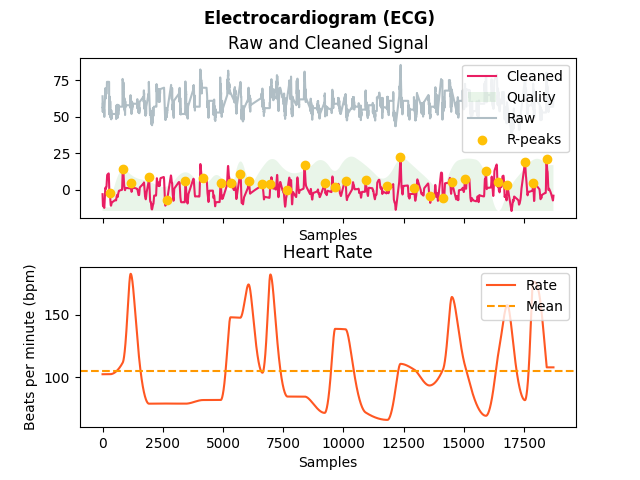 Electrocardiogram (ECG)
Raw and Cleaned Signal
75
50
25
0
Cleaned
Quality
Raw
R-peaks
Samples
Heart Rate
Beats per minute (bpm)
150
100
Rate
Mean
0 2500 5000 7500 10000 12500 15000 17500
Samples